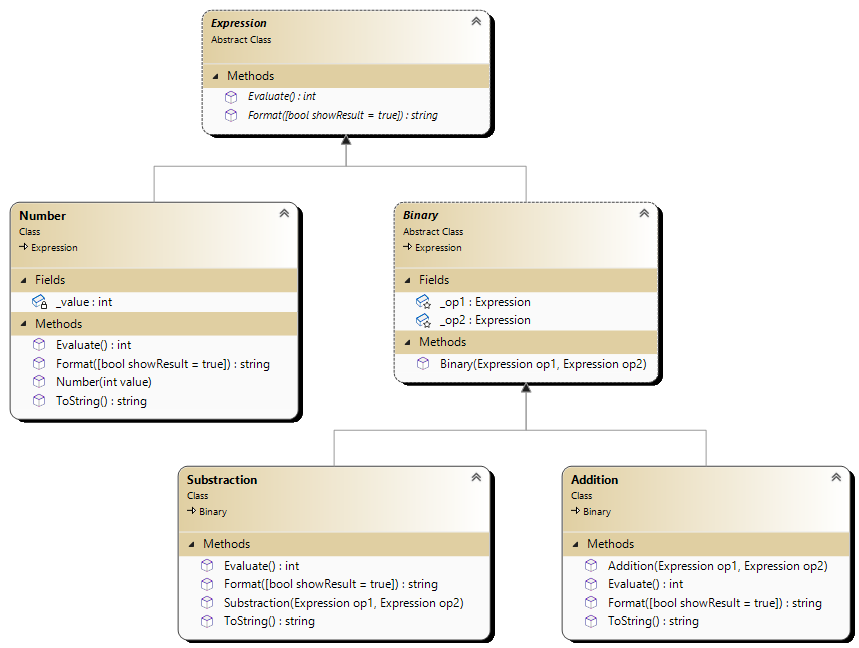 Expression
Abstract Class
Methods
Evaluate() : int
Format([bool showResult = true]) : string
Number
Class
Expression
Fields
_value : int
Methods
Evaluate() : int
Format([bool showResult = true]) : string
Number(int value)
ToString() : string
Binary
Abstract Class
Expression
Fields
_op1 : Expression
_op2 : Expression
Methods
Binary(Expression op1, Expression op2)
Substraction
Class
Binary
Methods
Evaluate() : int
Format([bool showResult = true]) : string
Substraction(Expression op1, Expression op2)
ToString() : string
Addition
Class
Binary
Methods
Addition(Expression op1, Expression op2)
Evaluate() : int
Format([bool showResult = true]) : string
ToString() : string